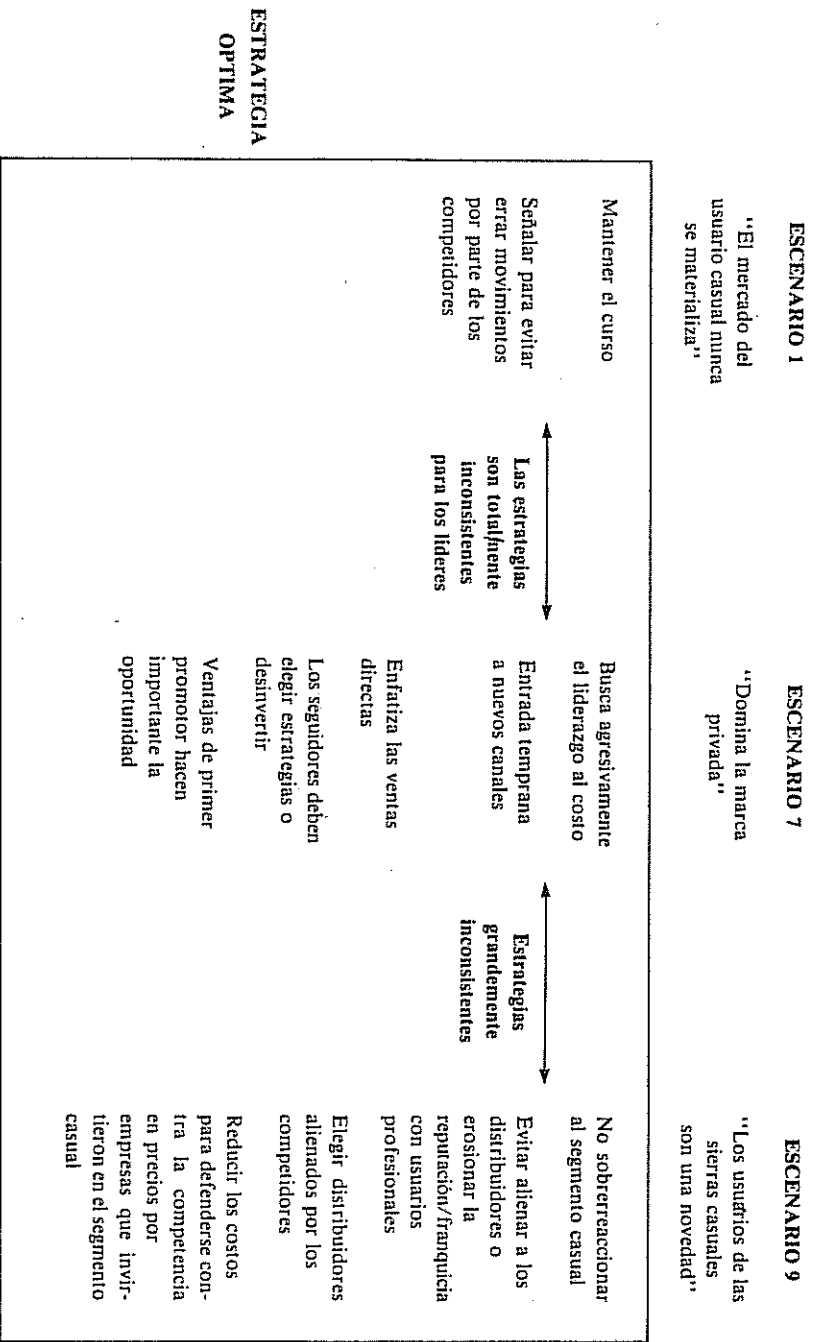 ESCENARIO 1
"El mercado del
usuario casual nunca
se materializa"
ESCENARIO 7
"Domina la marca
privada"
ESCENARIO 9
"Los usuarios de las
sierras casuales
son una novedad"
ESTRATEGIA
OPTIMA
Mantener el curso
Señalar para evitar
errar movimientos
por parte de los
competidores
Las estrategias
son totalmente
inconsistentes
para los lideres
Busca agresivamente
el liderazgo al costo
Entrada temprana
a nuevos canales
Enfatiza las ventas
directas
Los seguidores deben
elegir estrategias o
desinvertir
Ventajas de primer
promotor hacen
importante la
oportunidad
Estrategias
grandemente
inconsistentes
No sobrerreaccionar
al segmento casual
Evitar alienar a los
distribuidores o
erosionar la
reputación/franquicia
con usuarios
profesionales
Elegir distribuidores
alienados por los
competidores
Reducir los costos
para defenderse con-
tra la competencia
en precios por
empresas que invir-
tieron en el segmento
casual